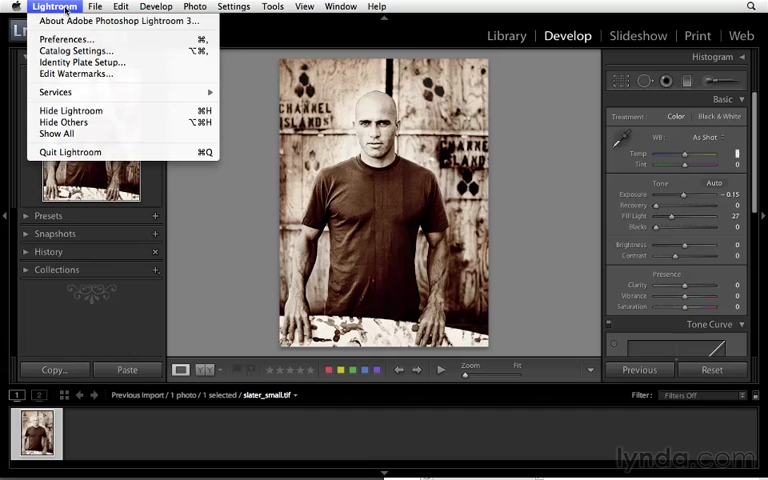 Lightroom File Edit Develop Photo Settings Tools View Window Help
About Adobe Photoshop Lightroom 3...
Preferences... ⌘,
Catalog Settings... ⌥⌘,
Identity Plate Setup...
Edit Watermarks...
Services
Hide Lightroom ⌘H
Hide Others ⌥⌘H
Show All
Quit Lightroom ⌘Q
Library | Develop | Slideshow | Print | Web
Histogram
Basic
Treatment: Color Black & White
WB: As Shot
Temp
Tint 0
Tone Auto
Exposure – 0.15
Recovery 0
Fill Light 27
Blacks 0
Brightness 0
Contrast 0
Presence
Clarity 0
Vibrance 0
Saturation 0
Tone Curve
Previous Reset
CHANNEL
ISLANDS
CHANNEL
ISLANDS
Presets
Snapshots
History
Collections
Copy... Paste
Zoom Fit
1 2 Previous Import / 1 photo / 1 selected / slater_small.tif
Filter: Filters Off
lynda.com